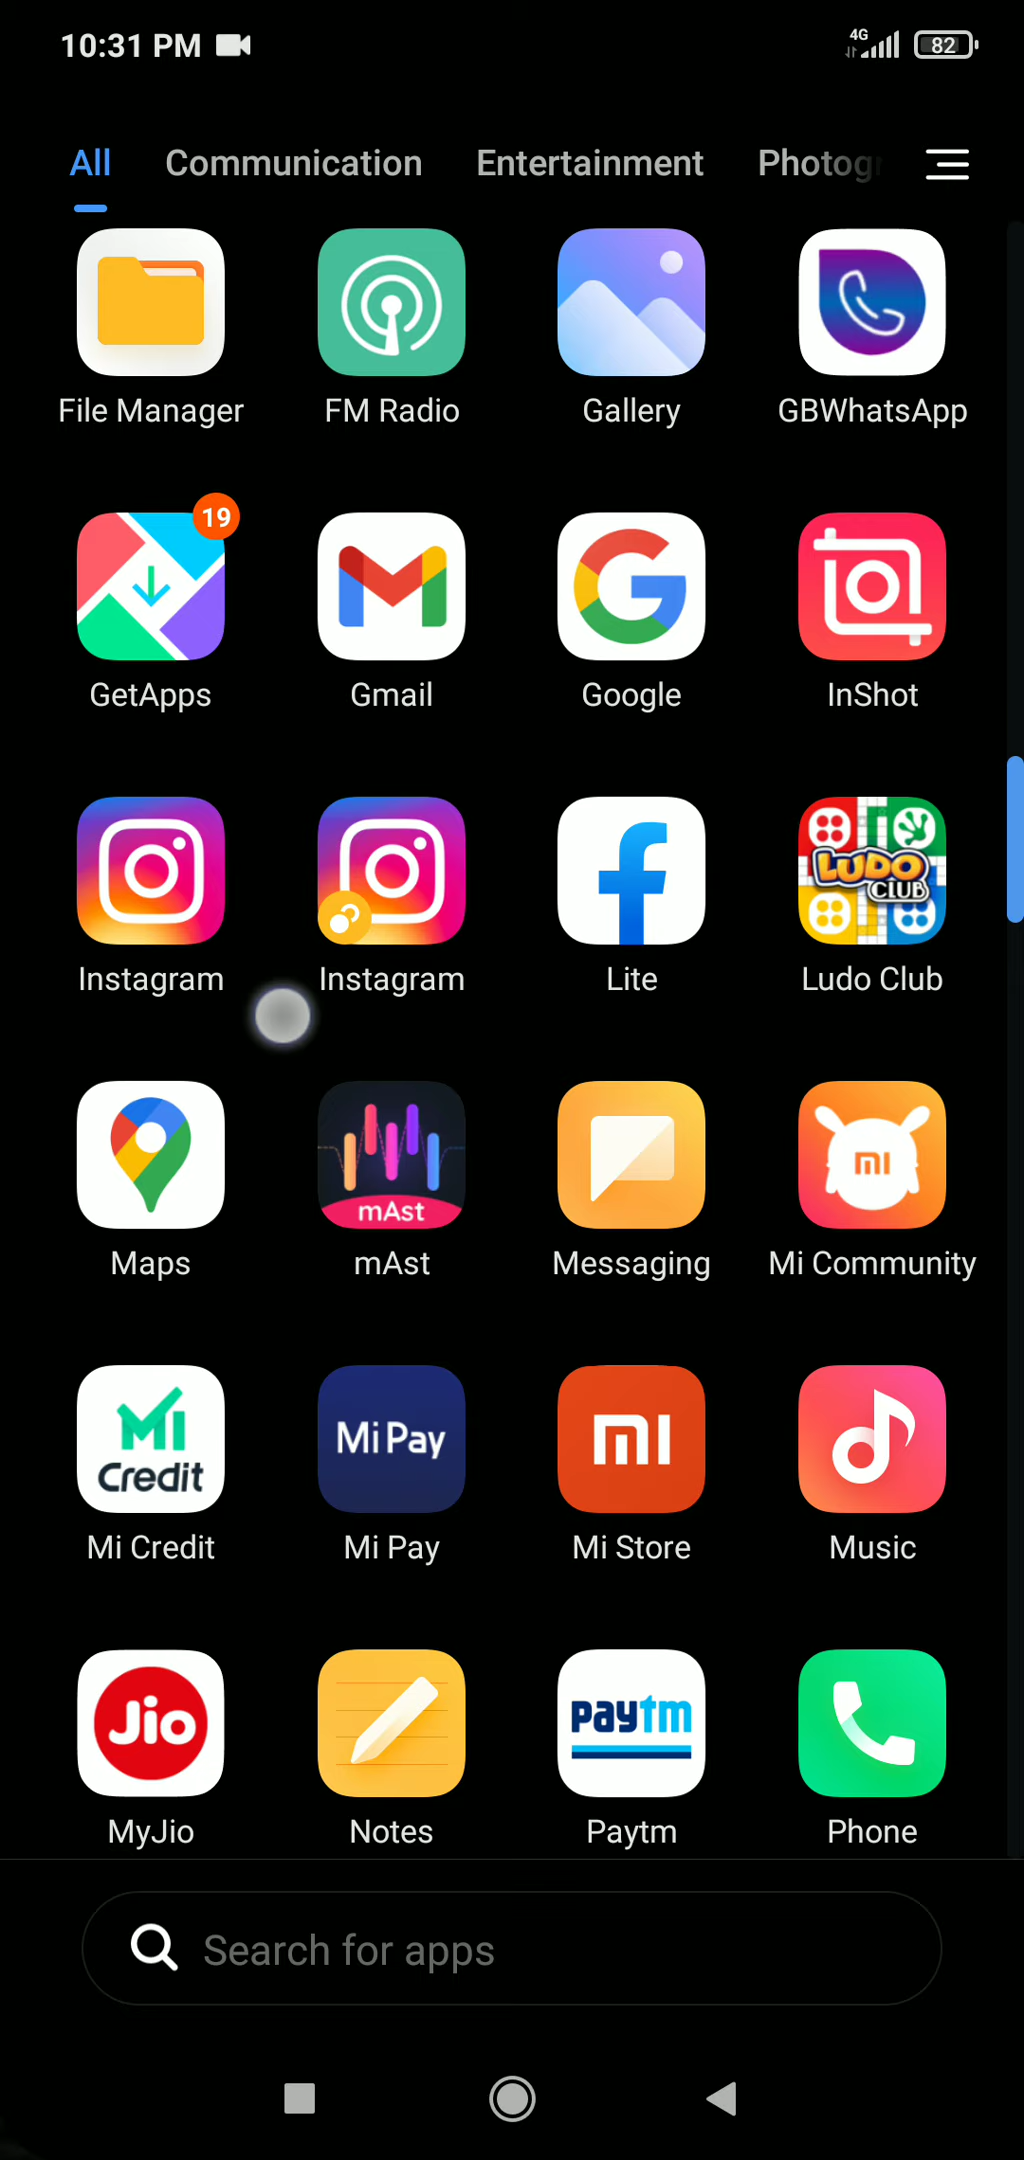 10:31 PM 4G 82
All Communication Entertainment Photogr
File Manager FM Radio Gallery GBWhatsApp
19
GetApps Gmail Google InShot
LUDO
CLUB
Instagram Instagram Lite Ludo Club
mAst
Maps mAst Messaging Mi Community
Mi
Credit
Mi Pay
Mi Credit Mi Pay Mi Store Music
Jio
paytm
MyJio Notes Paytm Phone
Search for apps